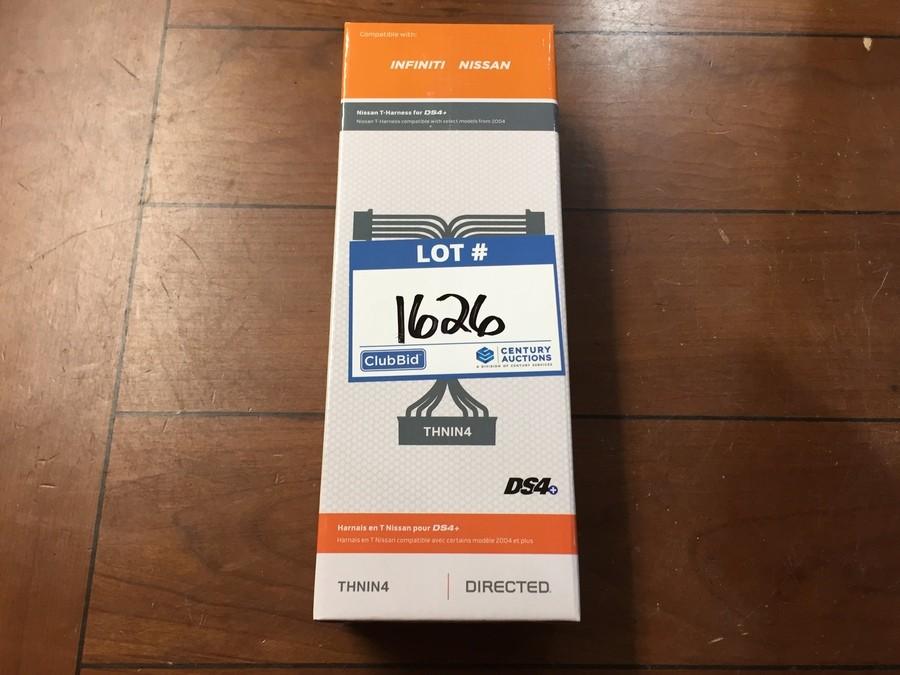 Compatible with:
INFINITI NISSAN
Nissan T-Harness for DS4+
Nissan T-Harness compatible with select models from 2004
LOT #
1626
ClubBid
CENTURY
AUCTIONS
A DIVISION OF CENTURY SERVICES
THNIN4
DS4+
Harnais en T Nissan pour DS4+
Harnais en T Nissan compatible avec certains modèle 2004 et plus
THNIN4 DIRECTED